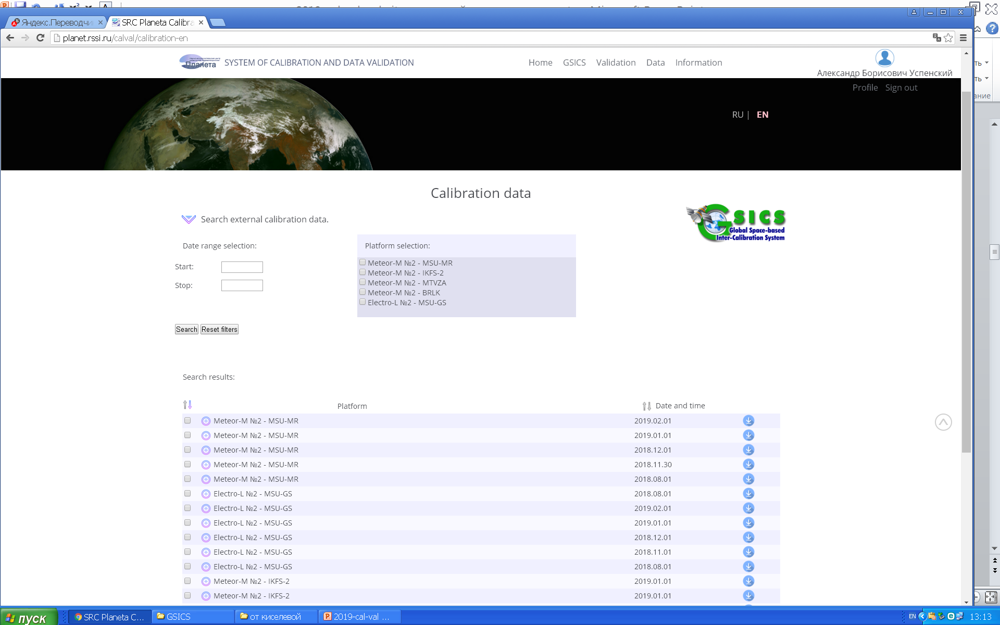 Яндекс.Переводчи
SRC Planeta Calibra
planet.rssi.ru/calval/calibration-en
Планета
SYSTEM OF CALIBRATION AND DATA VALIDATION
Home GSICS Validation Data Information
Александр Борисович Успенский
Profile Sign out
RU | EN
Calibration data
Search external calibration data.
GSICS
Global Space-based
Inter-Calibration System
Date range selection:
Start:
Stop:
Platform selection:
Meteor-M №2 - MSU-MR
Meteor-M №2 - IKFS-2
Meteor-M №2 - MTVZA
Meteor-M №2 - BRLK
Electro-L №2 - MSU-GS
Search Reset filters
Search results:
Platform Date and time
Meteor-M №2 - MSU-MR 2019.02.01
Meteor-M №2 - MSU-MR 2019.01.01
Meteor-M №2 - MSU-MR 2018.12.01
Meteor-M №2 - MSU-MR 2018.11.30
Meteor-M №2 - MSU-MR 2018.08.01
Electro-L №2 - MSU-GS 2018.08.01
Electro-L №2 - MSU-GS 2019.02.01
Electro-L №2 - MSU-GS 2019.01.01
Electro-L №2 - MSU-GS 2018.12.01
Electro-L №2 - MSU-GS 2018.11.01
Electro-L №2 - MSU-GS 2018.08.01
Meteor-M №2 - IKFS-2 2019.01.01
Meteor-M №2 - IKFS-2 2019.01.01
пуск
SRC Planeta C...
GSICS
от киселевой
2019-cal-val ...
EN
13:13